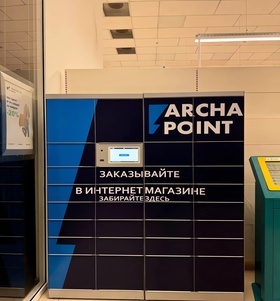 ARCHA
POINT
ЗАКАЗЫВАЙТЕ
В ИНТЕРНЕТ МАГАЗИНЕ
ЗАБИРАЙТЕ ЗДЕСЬ